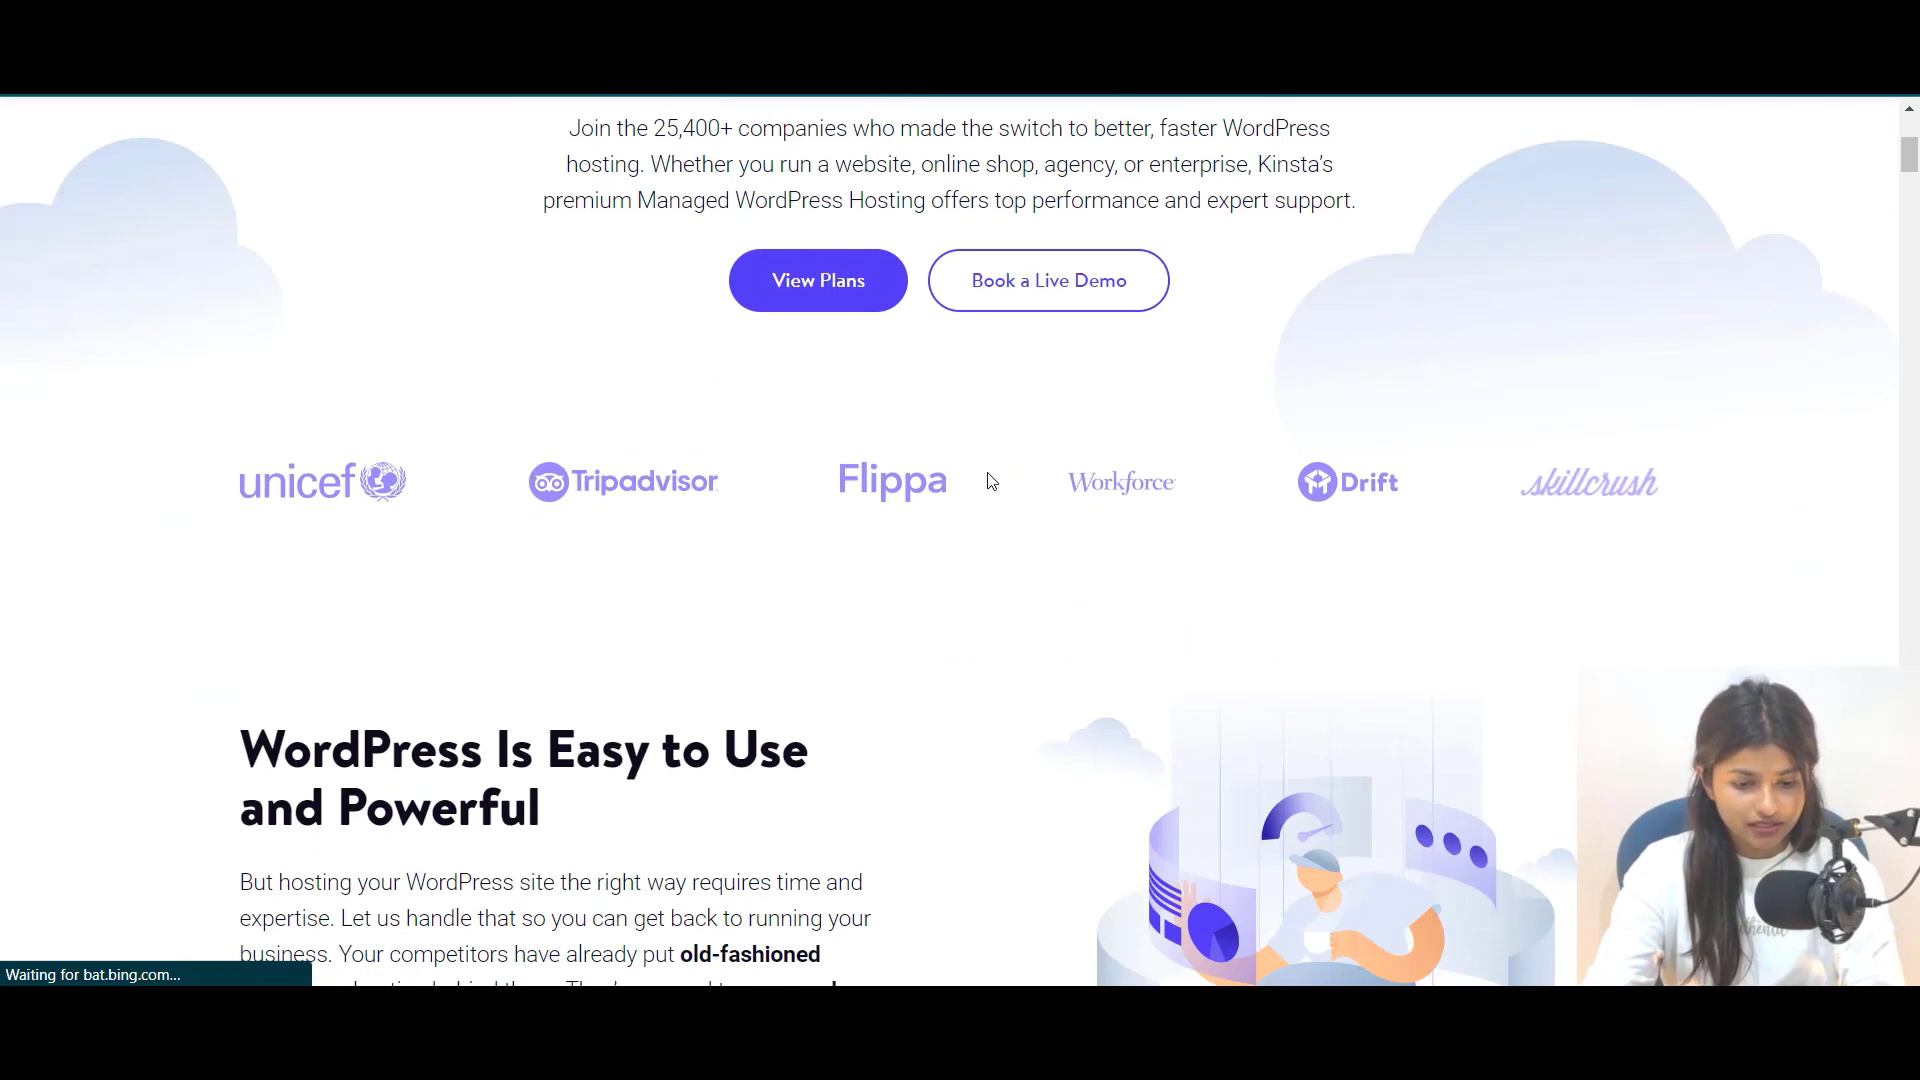 Join the 25,400+ companies who made the switch to better, faster WordPress
hosting. Whether you run a website, online shop, agency, or enterprise, Kinsta’s
premium Managed WordPress Hosting offers top performance and expert support.
View Plans
Book a Live Demo
unicef
Tripadvisor
Flippa
Workforce
Drift
skillcrush
WordPress Is Easy to Use
and Powerful
But hosting your WordPress site the right way requires time and
expertise. Let us handle that so you can get back to running your
business. Your competitors have already put old-fashioned
Waiting for bat.bing.com...